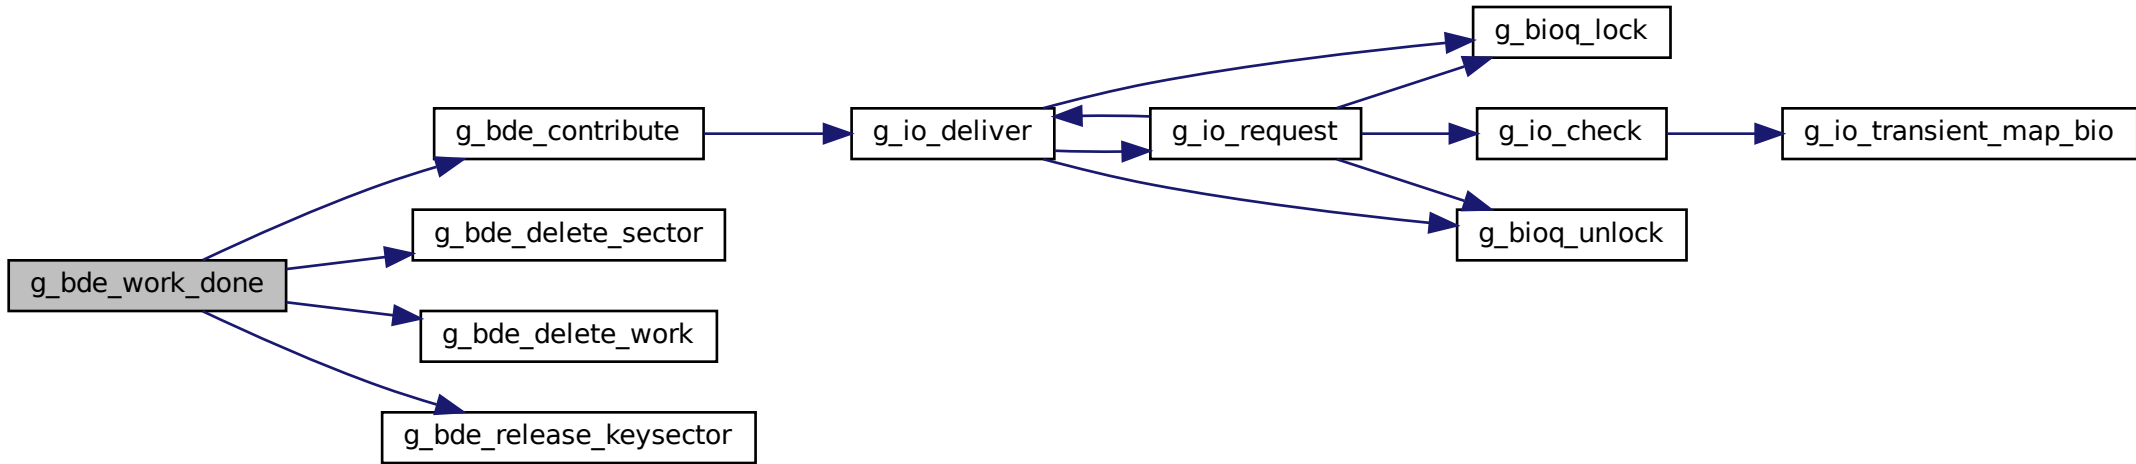 g_bde_work_done
g_bde_contribute
g_bde_delete_sector
g_bde_delete_work
g_bde_release_keysector
g_io_deliver
g_io_request
g_bioq_lock
g_io_check
g_bioq_unlock
g_io_transient_map_bio